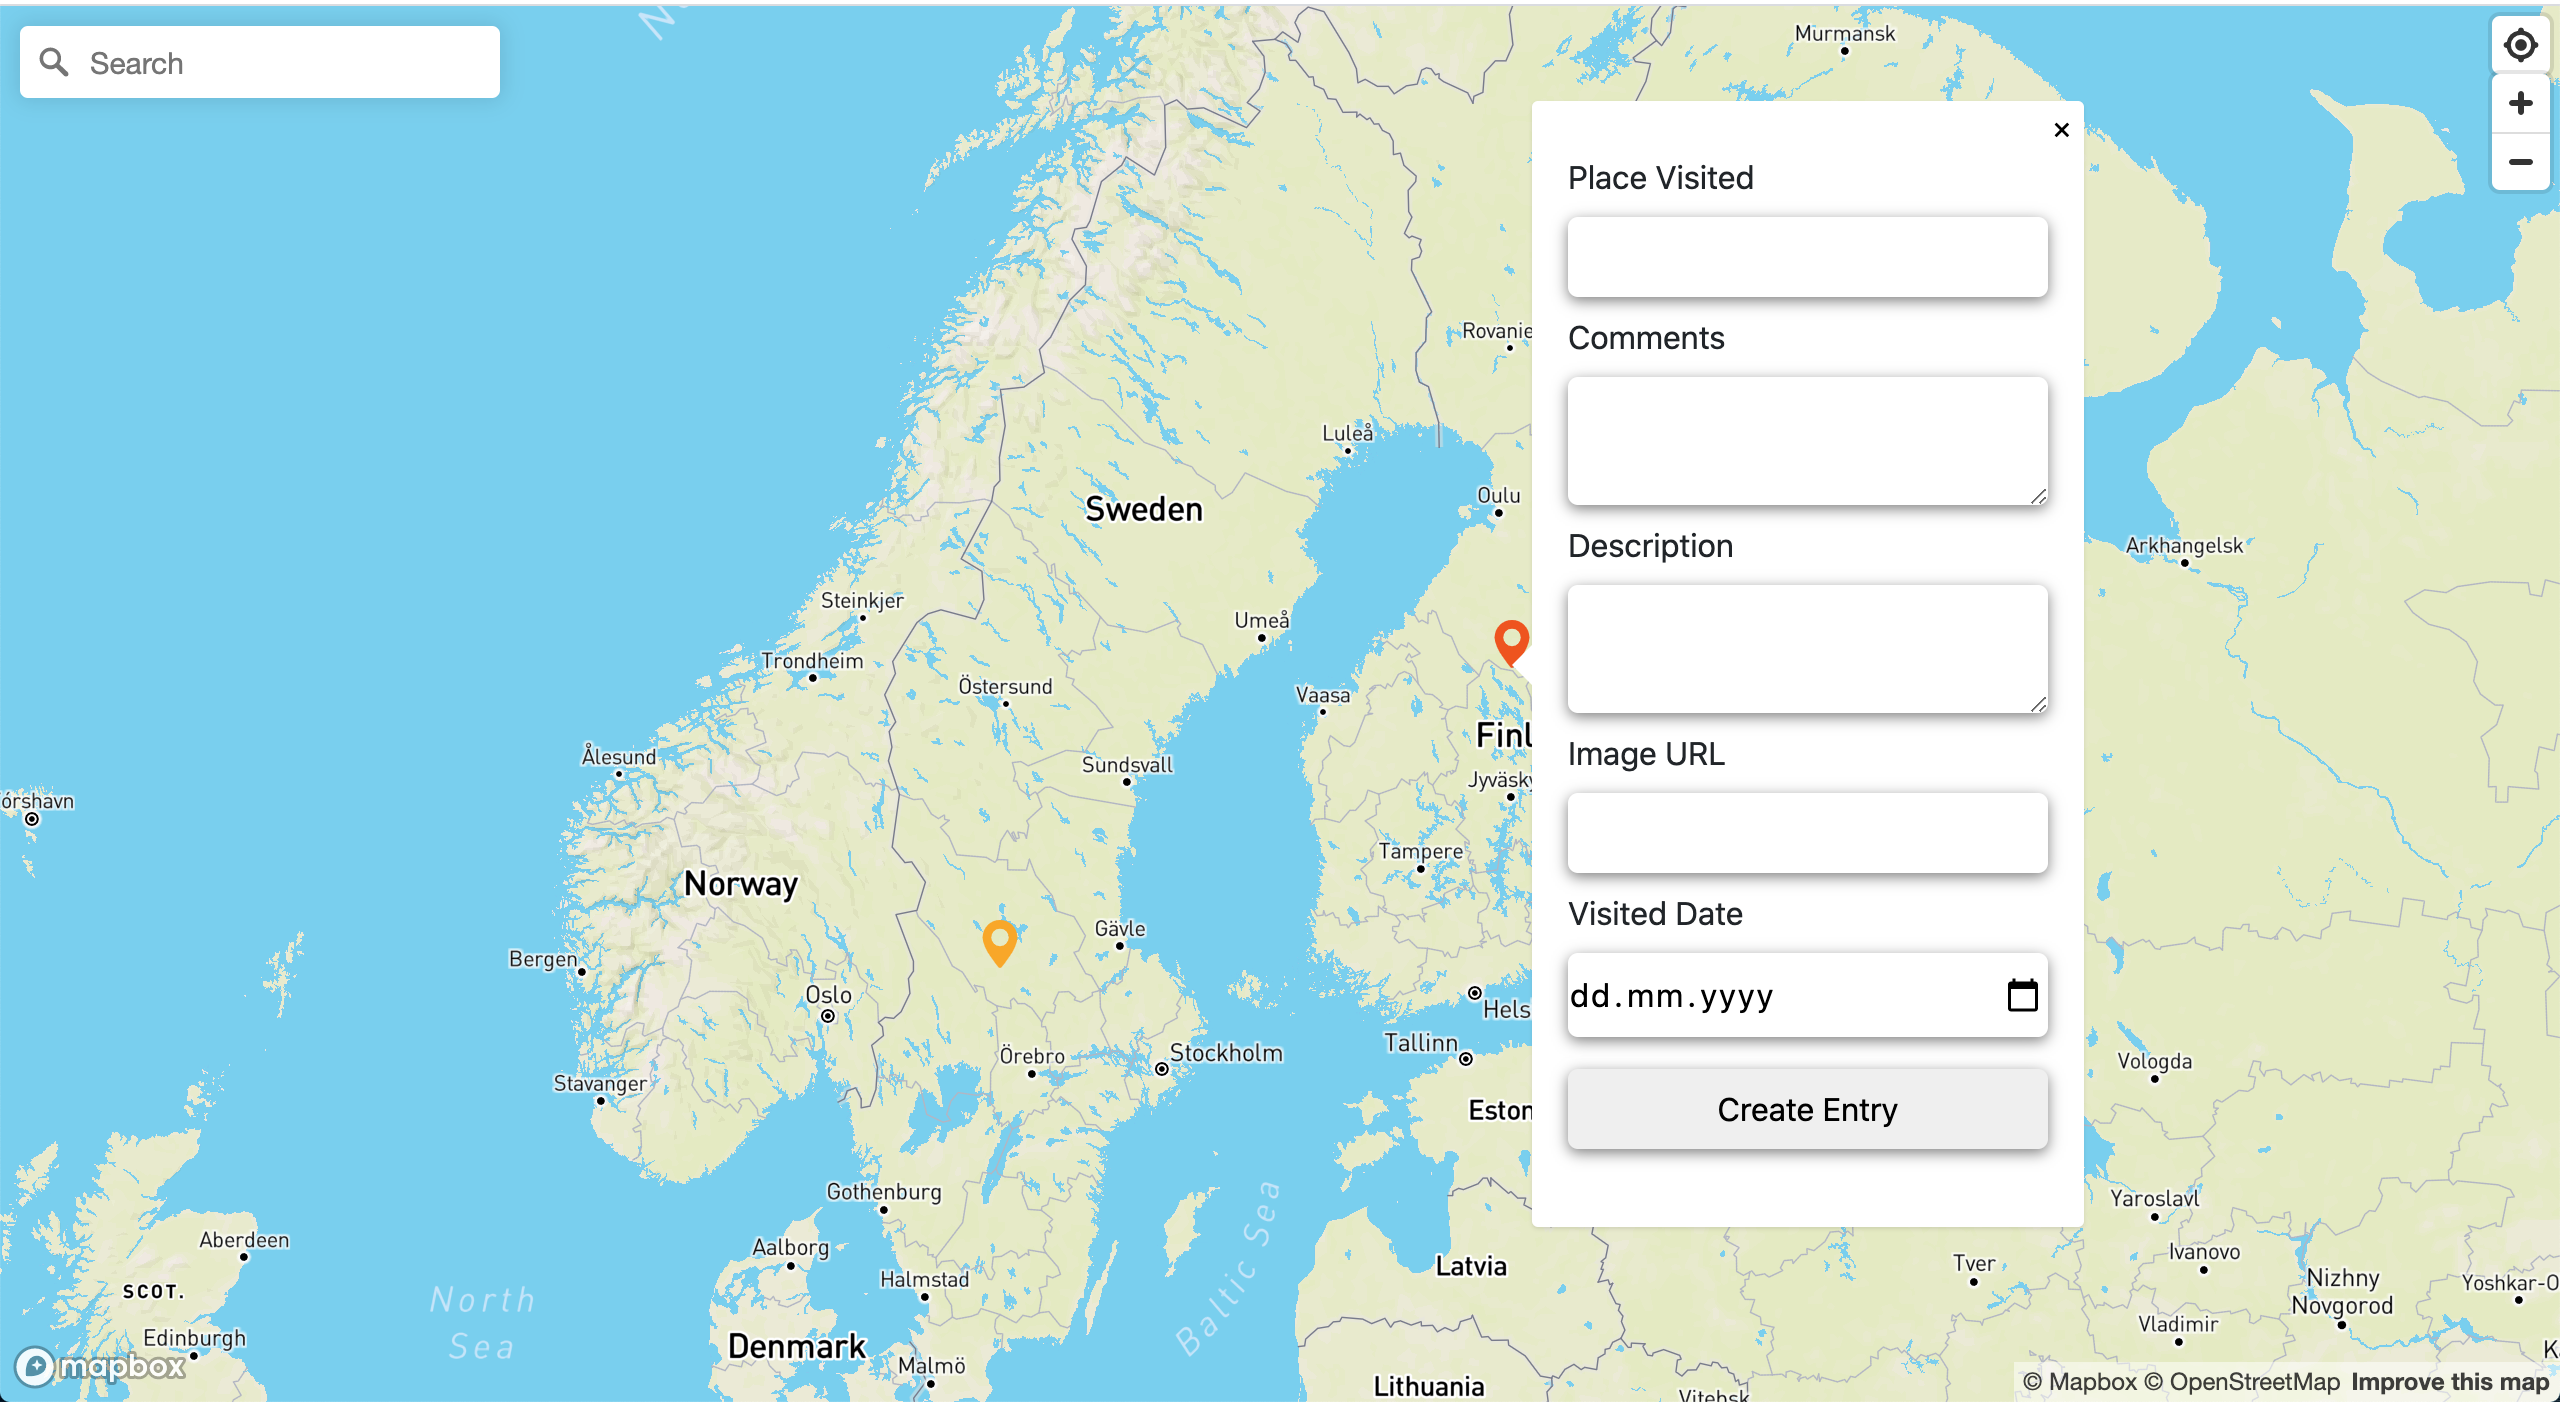 Search
Murmansk
Place Visited
Comments
Description
Image URL
Visited Date
dd.mm.yyyy
Create Entry
Rovanie
Luleå
Oulu
Sweden
Arkhangelsk
Steinkjer
Umeå
Trondheim
Östersund
Vaasa
Finl
Ålesund
Sundsvall
Jyväsky
órshavn
Tampere
Norway
Gävle
Bergen
Oslo
Hels
Tallinn
Örebro
Stockholm
Vologda
Stavanger
Eston
Gothenburg
Yaroslavl
Aberdeen
Aalborg
Baltic Sea
Latvia
Tver
Ivanovo
Halmstad
Nizhny
Novgorod
Yoshkar-O
SCOT.
North
Sea
Edinburgh
Vladimir
Denmark
Malmö
mapbox
Lithuania
Vitebsk
© Mapbox © OpenStreetMap Improve this map